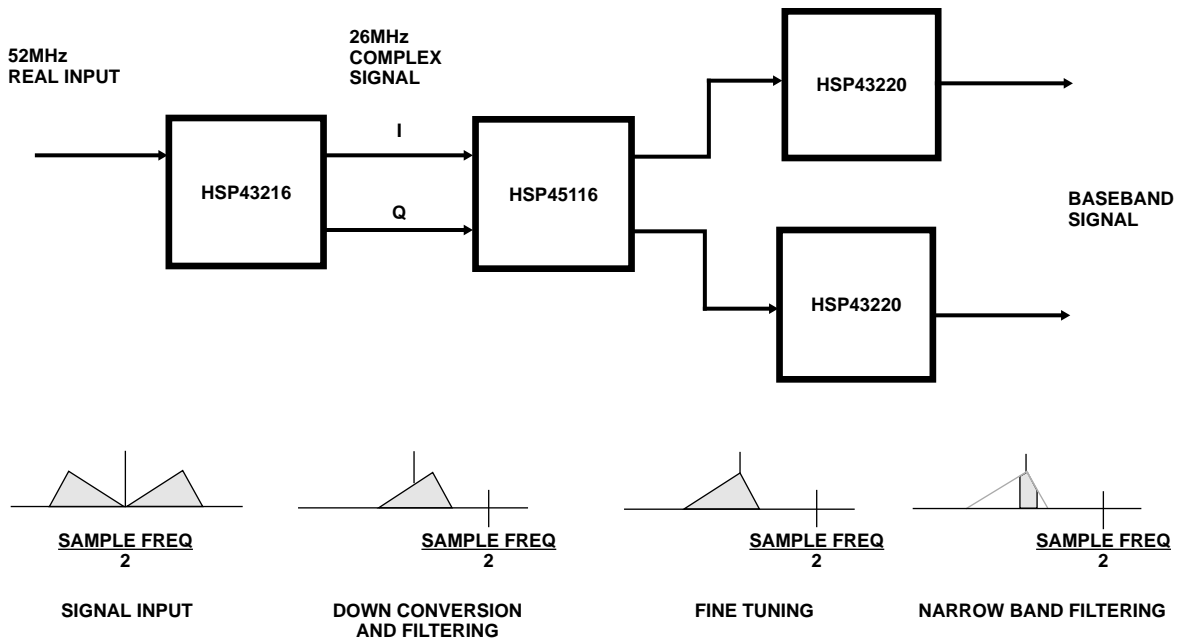 52MHz
REAL INPUT
26MHz
COMPLEX
SIGNAL
I
Q
HSP43216
HSP45116
HSP43220
HSP43220
BASEBAND
SIGNAL
SAMPLE FREQ
2
SAMPLE FREQ
2
SAMPLE FREQ
2
SAMPLE FREQ
2
SIGNAL INPUT
DOWN CONVERSION
AND FILTERING
FINE TUNING
NARROW BAND FILTERING